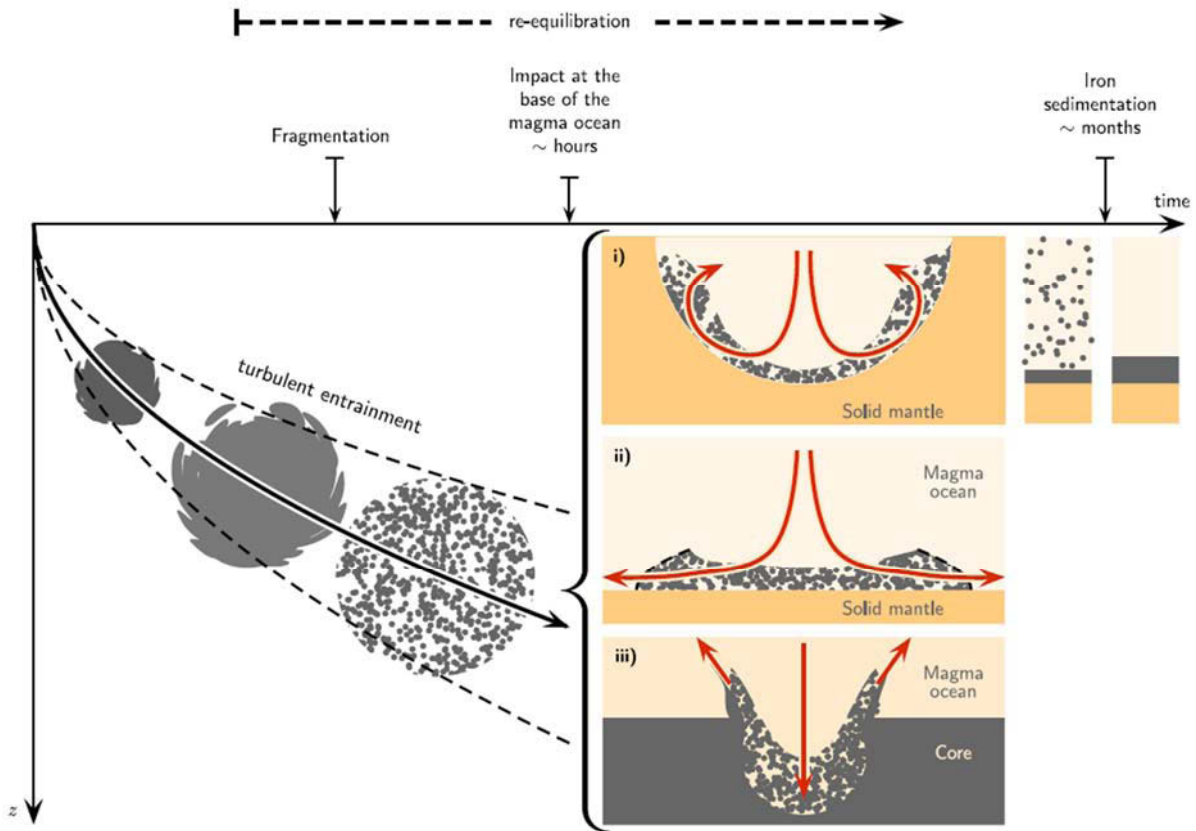 re-equilibration
Impact at the
base of the
magma ocean
~ hours
Iron
sedimentation
~ months
Fragmentation
time
i)
turbulent entrainment
Solid mantle
ii)
Magma
ocean
Solid mantle
iii)
Magma
ocean
Core
z